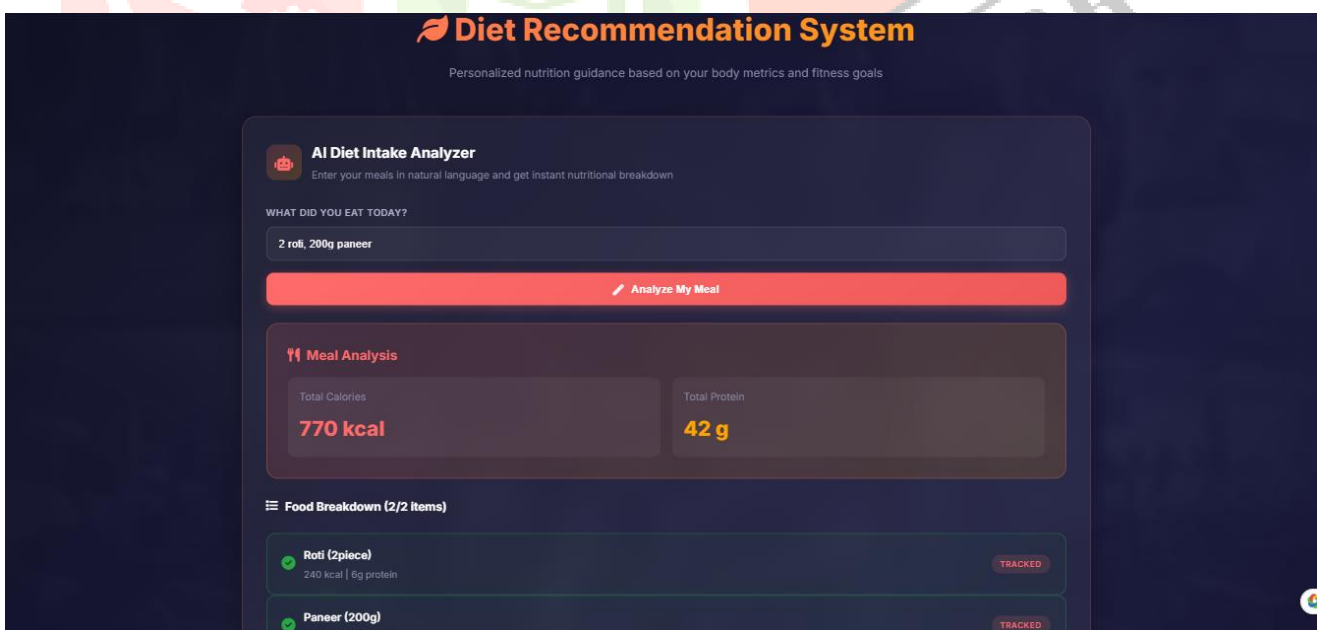 Diet Recommendation System
Personalized nutrition guidance based on your body metrics and fitness goals
AI Diet Intake Analyzer
Enter your meals in natural language and get instant nutritional breakdown
WHAT DID YOU EAT TODAY?
2 roti, 200g paneer
Analyze My Meal
Meal Analysis
Total Calories
Total Protein
770 kcal
42 g
Food Breakdown (2/2 items)
Roti (2piece)
240 kcal | 6g protein
TRACKED
Paneer (200g)
TRACKED